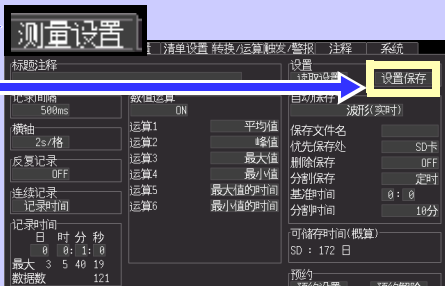 测量设置
清单设置 转换/运算 触发/警报 注释 系统
标题注释
记录间隔
500ms
横轴
2s/格
反复记录
OFF
连续记录
记录时间
记录时间
日 时 分 秒
0 0: 1: 0
最大 3 5 40 19
数据数 121
数值运算
ON
运算1 平均值
运算2 峰值
运算3 最大值
运算4 最小值
运算5 最大值的时间
运算6 最小值的时间
设置
读取设置 设置保存
自动保存
波形(实时)
保存文件名
优先保存处 SD卡
删除保存 OFF
分割保存 定时
基准时间 0: 0
分割时间 10分
可储存时间(概算)
SD : 172 日
预约
预约设置 预约解除